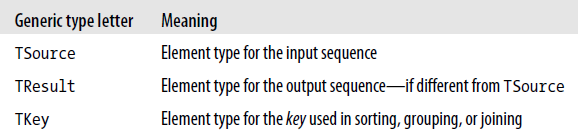 Generic type letter Meaning
TSource Element type for the input sequence
TResult Element type for the output sequence—if different from TSource
TKey Element type for the key used in sorting, grouping, or joining